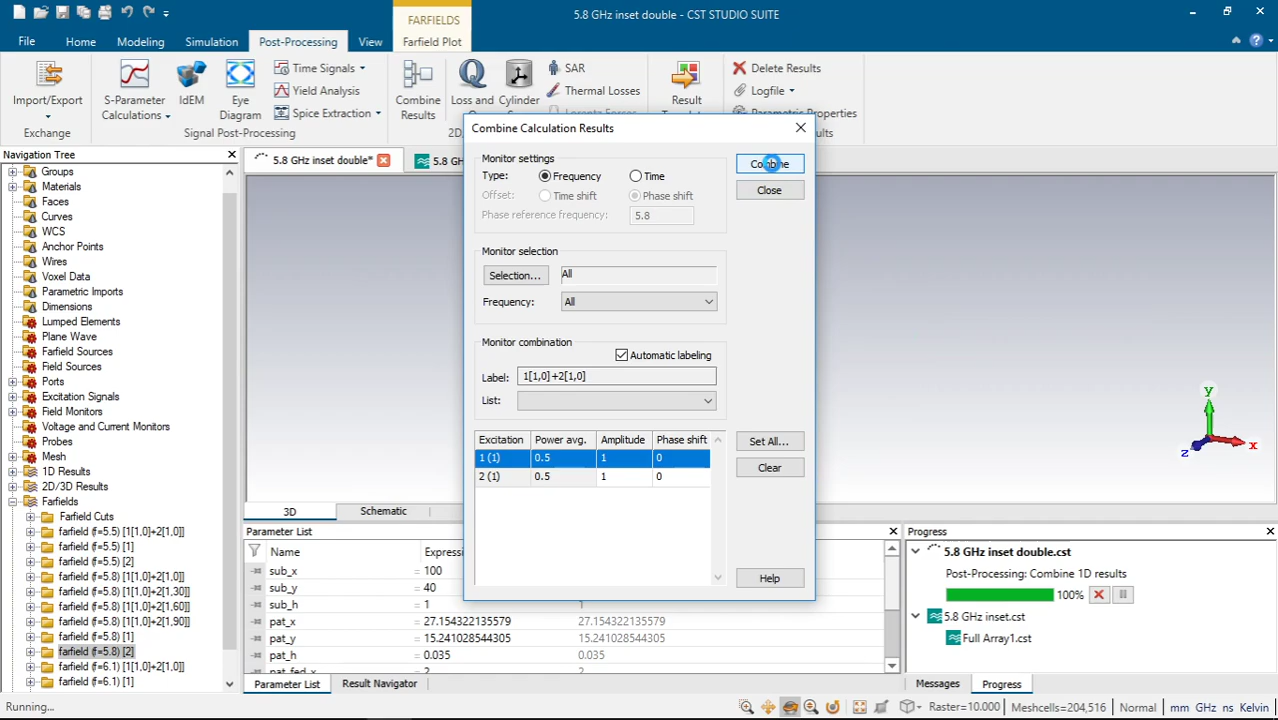 5.8 GHz inset double - CST STUDIO SUITE
FARFIELDS
File Home Modeling Simulation Post-Processing View Farfield Plot
Import/Export
Exchange
S-Parameter Calculations
IdEM
Eye Diagram
Time Signals
Yield Analysis
Spice Extraction
Signal Post-Processing
Combine Results
Loss and Q
Cylinder
SAR
Thermal Losses
Lorentz Forces
Result
Delete Results
Logfile
Parametric Properties
Navigation Tree
Groups
Materials
Faces
Curves
WCS
Anchor Points
Wires
Voxel Data
Parametric Imports
Dimensions
Lumped Elements
Plane Wave
Farfield Sources
Field Sources
Ports
Excitation Signals
Field Monitors
Voltage and Current Monitors
Probes
Mesh
1D Results
2D/3D Results
Farfields
Farfield Cuts
farfield (f=5.5) [1[1,0]+2[1,0]]
farfield (f=5.5) [1]
farfield (f=5.5) [2]
farfield (f=5.8) [1[1,0]+2[1,0]]
farfield (f=5.8) [1[1,0]+2[1,30]]
farfield (f=5.8) [1[1,0]+2[1,60]]
farfield (f=5.8) [1[1,0]+2[1,90]]
farfield (f=5.8) [1]
farfield (f=5.8) [2]
farfield (f=6.1) [1[1,0]+2[1,0]]
farfield (f=6.1) [1]
5.8 GHz inset double*
5.8 GH
Combine Calculation Results
Monitor settings
Type: Frequency Time
Offset: Time shift Phase shift
Phase reference frequency: 5.8
Combine
Close
Monitor selection
Selection... All
Frequency: All
Monitor combination
Automatic labeling
Label: 1[1,0]+2[1,0]
List:
Excitation Power avg. Amplitude Phase shift
1 (1) 0.5 1 0
2 (1) 0.5 1 0
Set All...
Clear
Help
y
x
z
3D Schematic
Parameter List
Name Expression
sub_x = 100
sub_y = 40
sub_h = 1 1
pat_x = 27.154322135579 27.154322135579
pat_y = 15.241028544305 15.241028544305
pat_h = 0.035 0.035
pat_fed_x = 2 2
Parameter List Result Navigator
Progress
5.8 GHz inset double.cst
Post-Processing: Combine 1D results
100%
5.8 GHz inset.cst
Full Array1.cst
Messages Progress
Running...
Raster=10.000 Meshcells=204,516 Normal mm GHz ns Kelvin